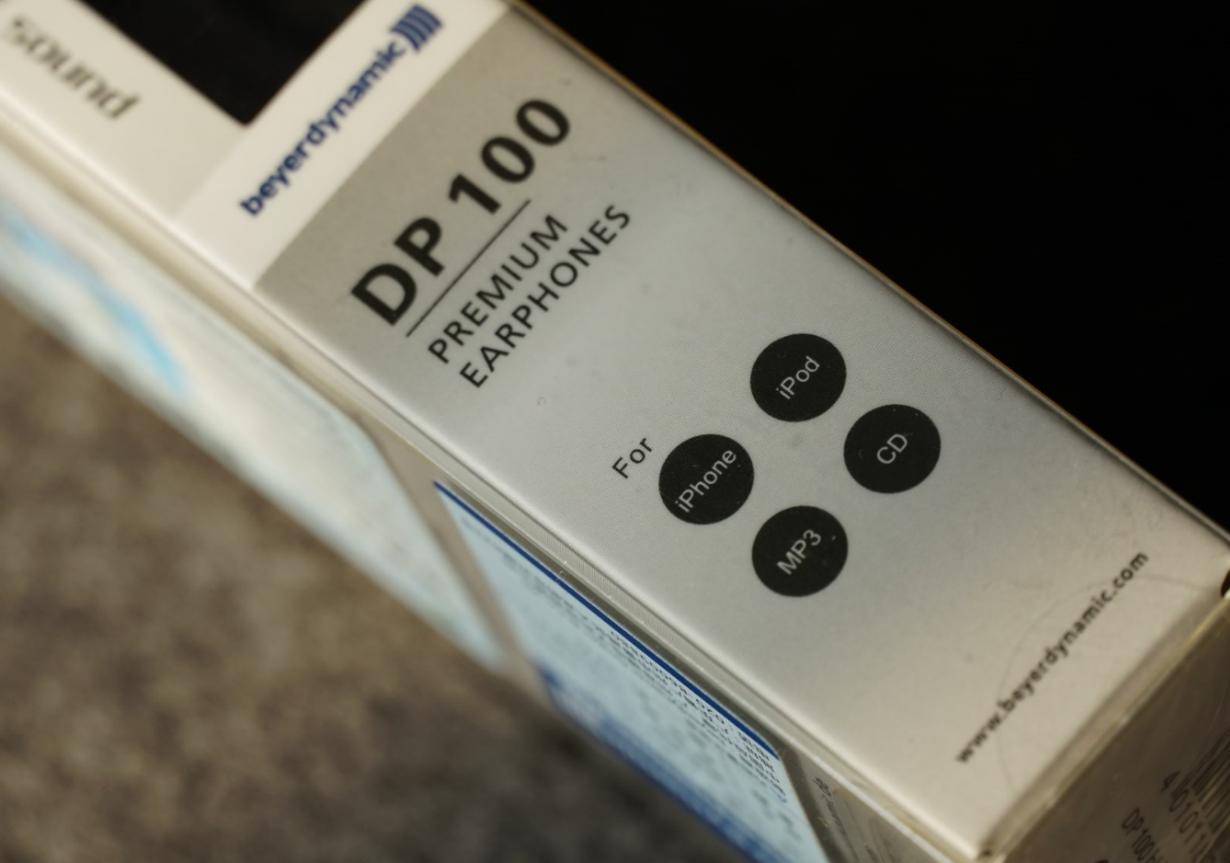 sound
beyerdynamic
DP 100
PREMIUM
EARPHONES
For
iPhone
iPod
MP3
CD
www.beyerdynamic.com